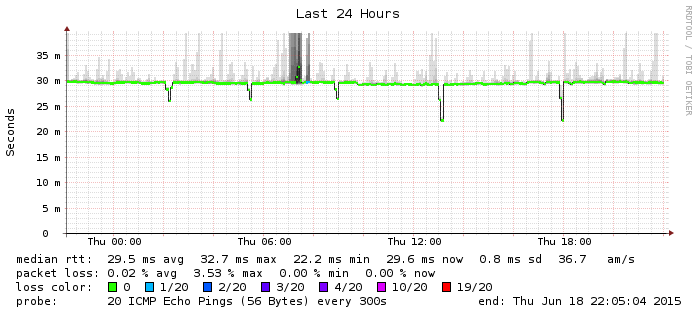 Last 24 Hours
RRDTOOL / TOBI OETIKER
Seconds
35 m
30 m
25 m
20 m
15 m
10 m
5 m
0
Thu 00:00 Thu 06:00 Thu 12:00 Thu 18:00
median rtt: 29.5 ms avg 32.7 ms max 22.2 ms min 29.6 ms now 0.8 ms sd 36.7 am/s
packet loss: 0.02 % avg 3.53 % max 0.00 % min 0.00 % now
loss color: 0 1/20 2/20 3/20 4/20 10/20 19/20
probe: 20 ICMP Echo Pings (56 Bytes) every 300s end: Thu Jun 18 22:05:04 2015